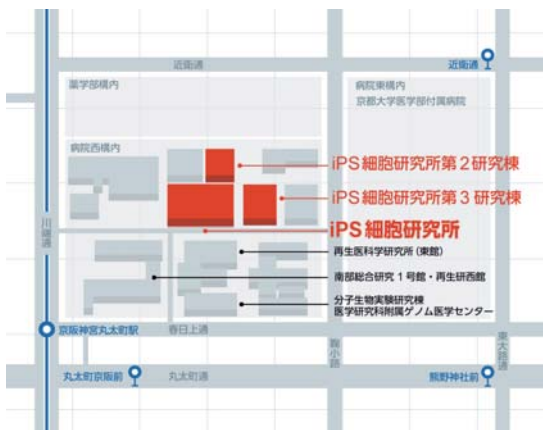 近衛通
近衛通
薬学部構内
病院東構内
京都大学医学部付属病院
病院西構内
iPS細胞研究所第2研究棟
iPS細胞研究所第3研究棟
iPS細胞研究所
川端通
再生医科学研究所(東館)
南部総合研究1号館・再生研西館
分子生物実験研究棟
医学研究科附属ゲノム医学センター
京阪神宮丸太町駅
春日上通
鞠小路
東大路通
丸太町京阪前
丸太町通
熊野神社前